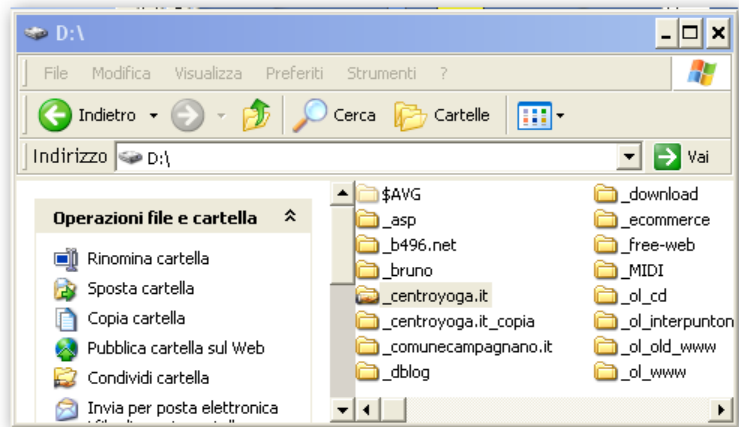 D:\
File Modifica Visualizza Preferiti Strumenti ?
Indietro Cerca Cartelle
Indirizzo D:\ Vai
Operazioni file e cartella
Rinomina cartella
Sposta cartella
Copia cartella
Pubblica cartella sul Web
Condividi cartella
Invia per posta elettronica
$AVG
_asp
_b496.net
_bruno
_centroyoga.it
_centroyoga.it_copia
_comunecampagnano.it
_dblog
_download
_ecommerce
_free-web
_MIDI
_ol_cd
_ol_interpunton
_ol_old_www
_ol_www